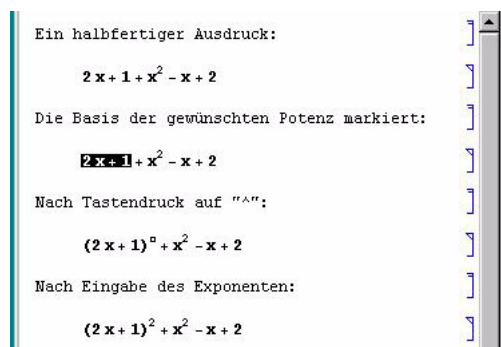 Ein halbfertiger Ausdruck:
2 x + 1 + x² - x + 2
Die Basis der gewünschten Potenz markiert:
2 x + 1 + x² - x + 2
Nach Tastendruck auf "^":
(2 x + 1)▫ + x² - x + 2
Nach Eingabe des Exponenten:
(2 x + 1)² + x² - x + 2